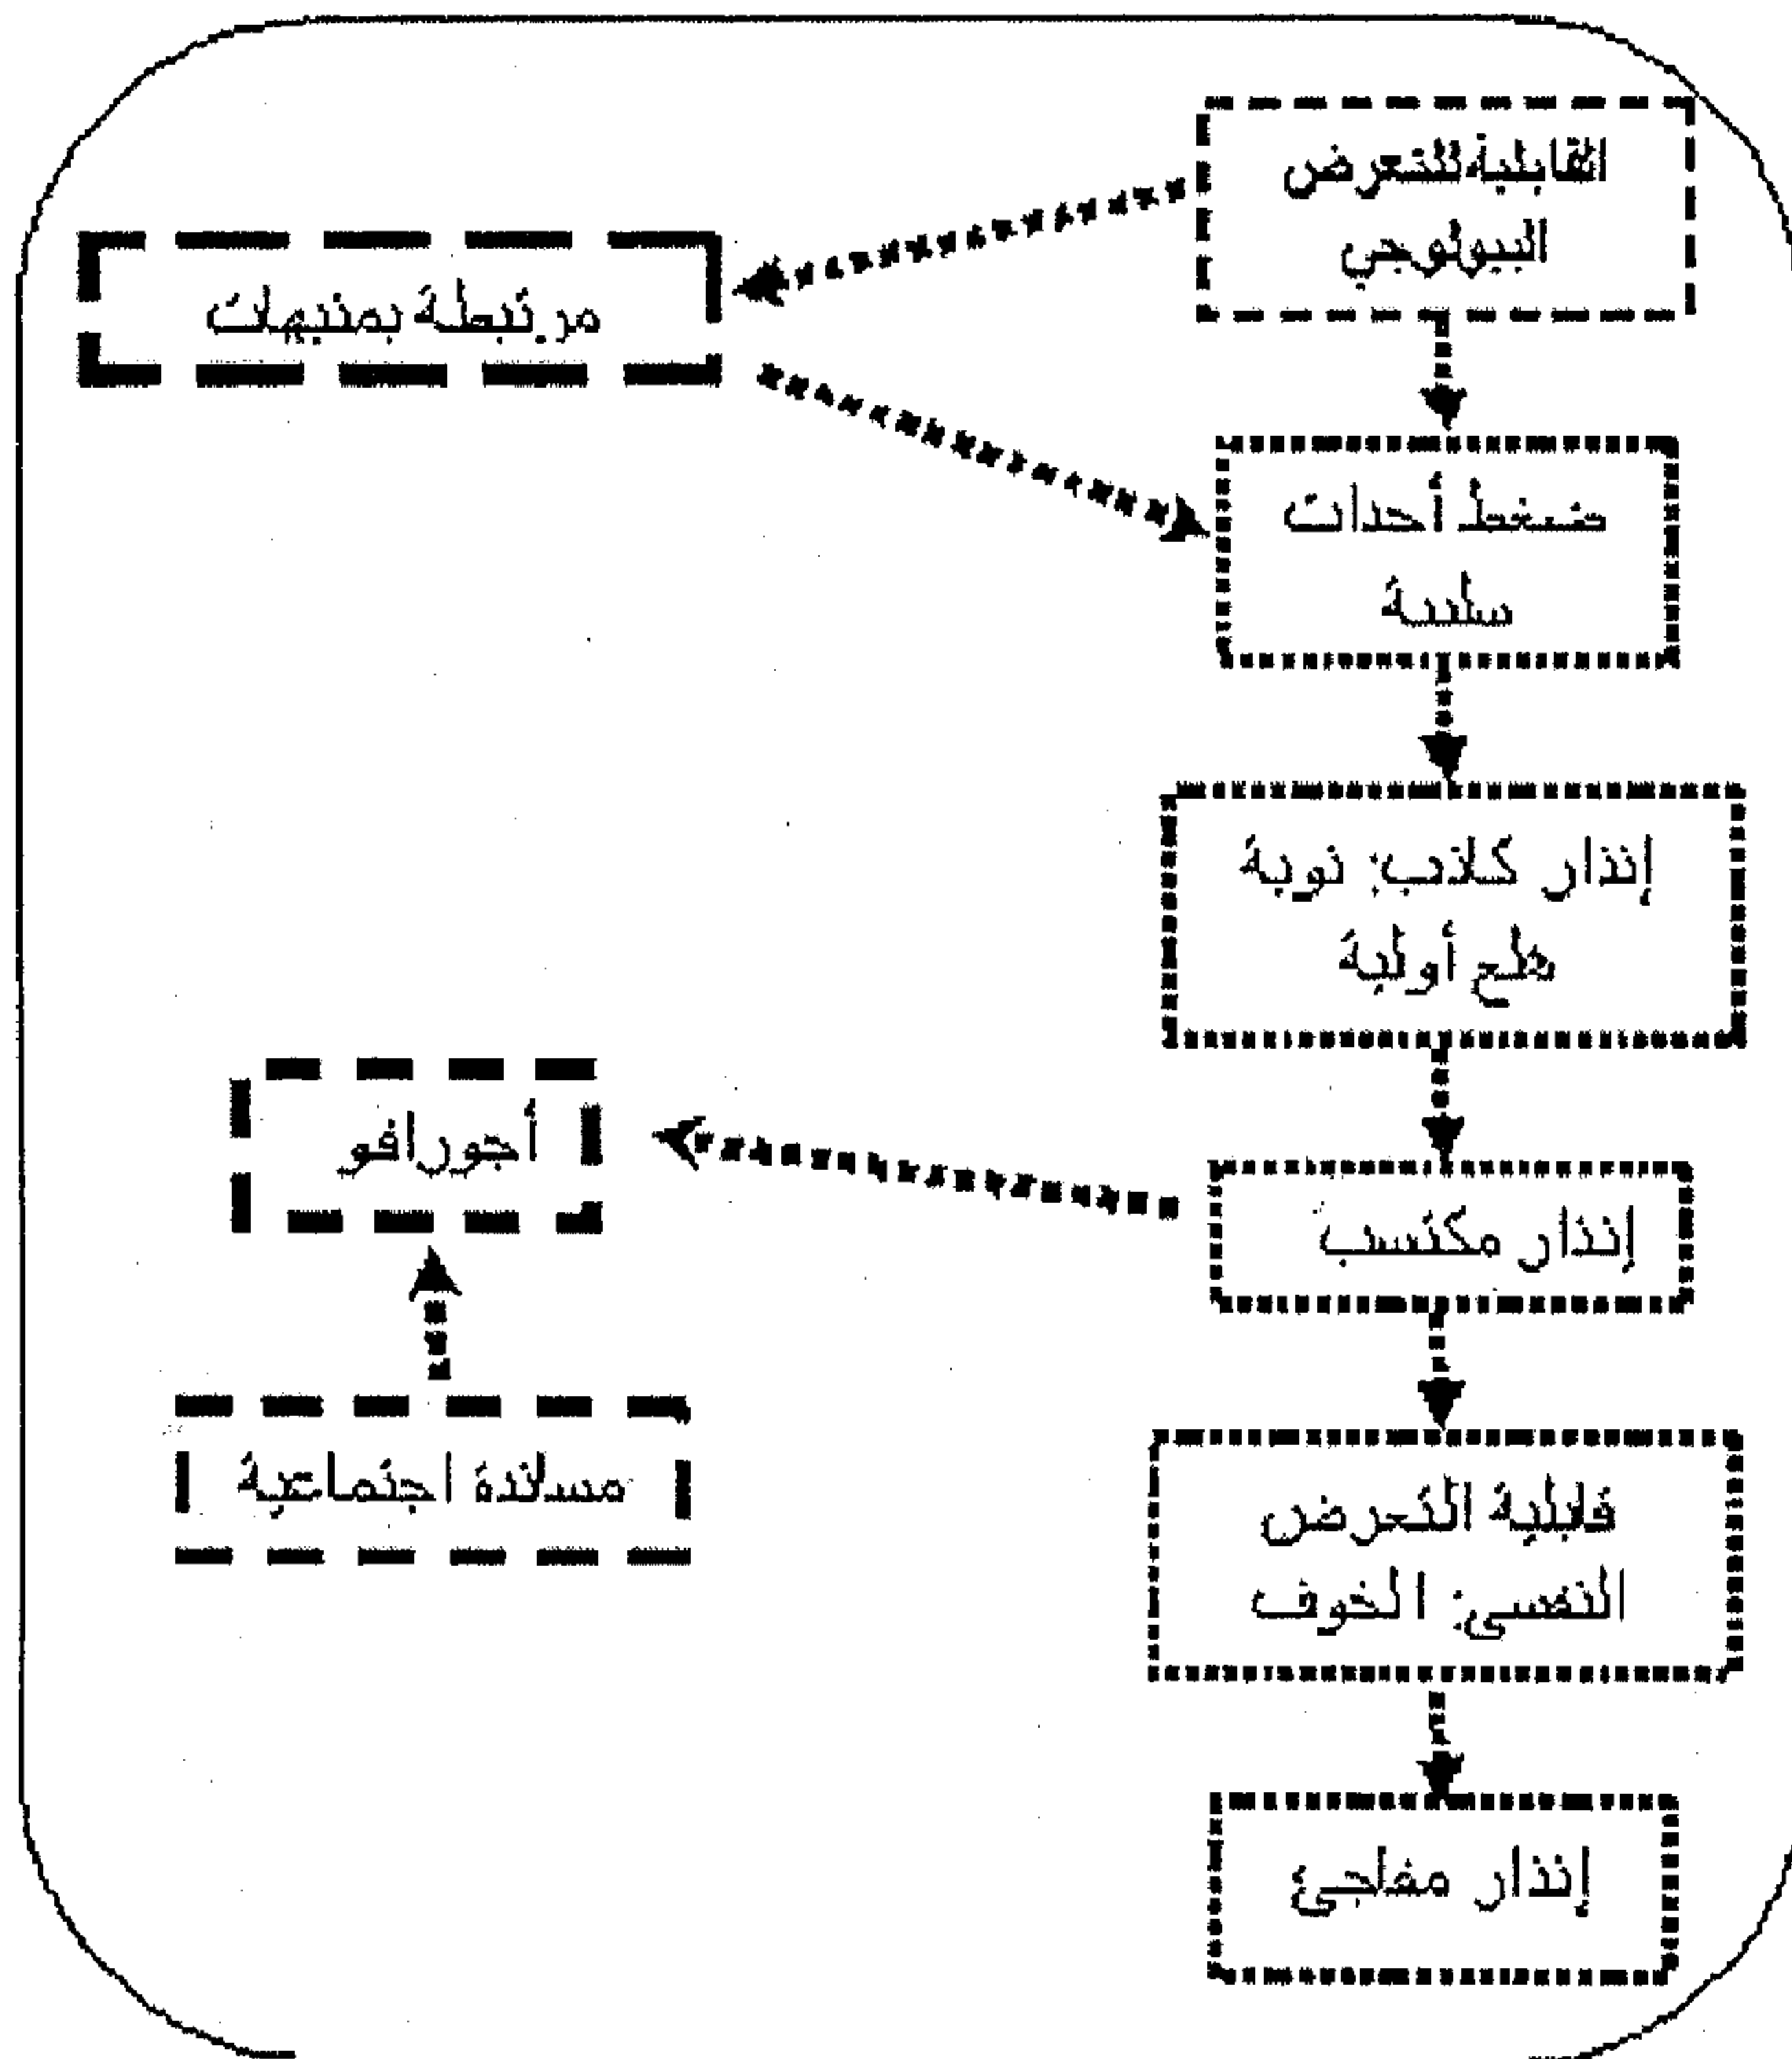 القابلية للتعرض
البيولوجي
مرتبطة بمنبهات
ضغط أحداث
سلبية
إنذار كاذب: نوبة
هلع أولية
أجورافو
إنذار مكتسب
مساندة اجتماعية
قابلية التعرض
النفسي: الخوف
إنذار مفاجئ